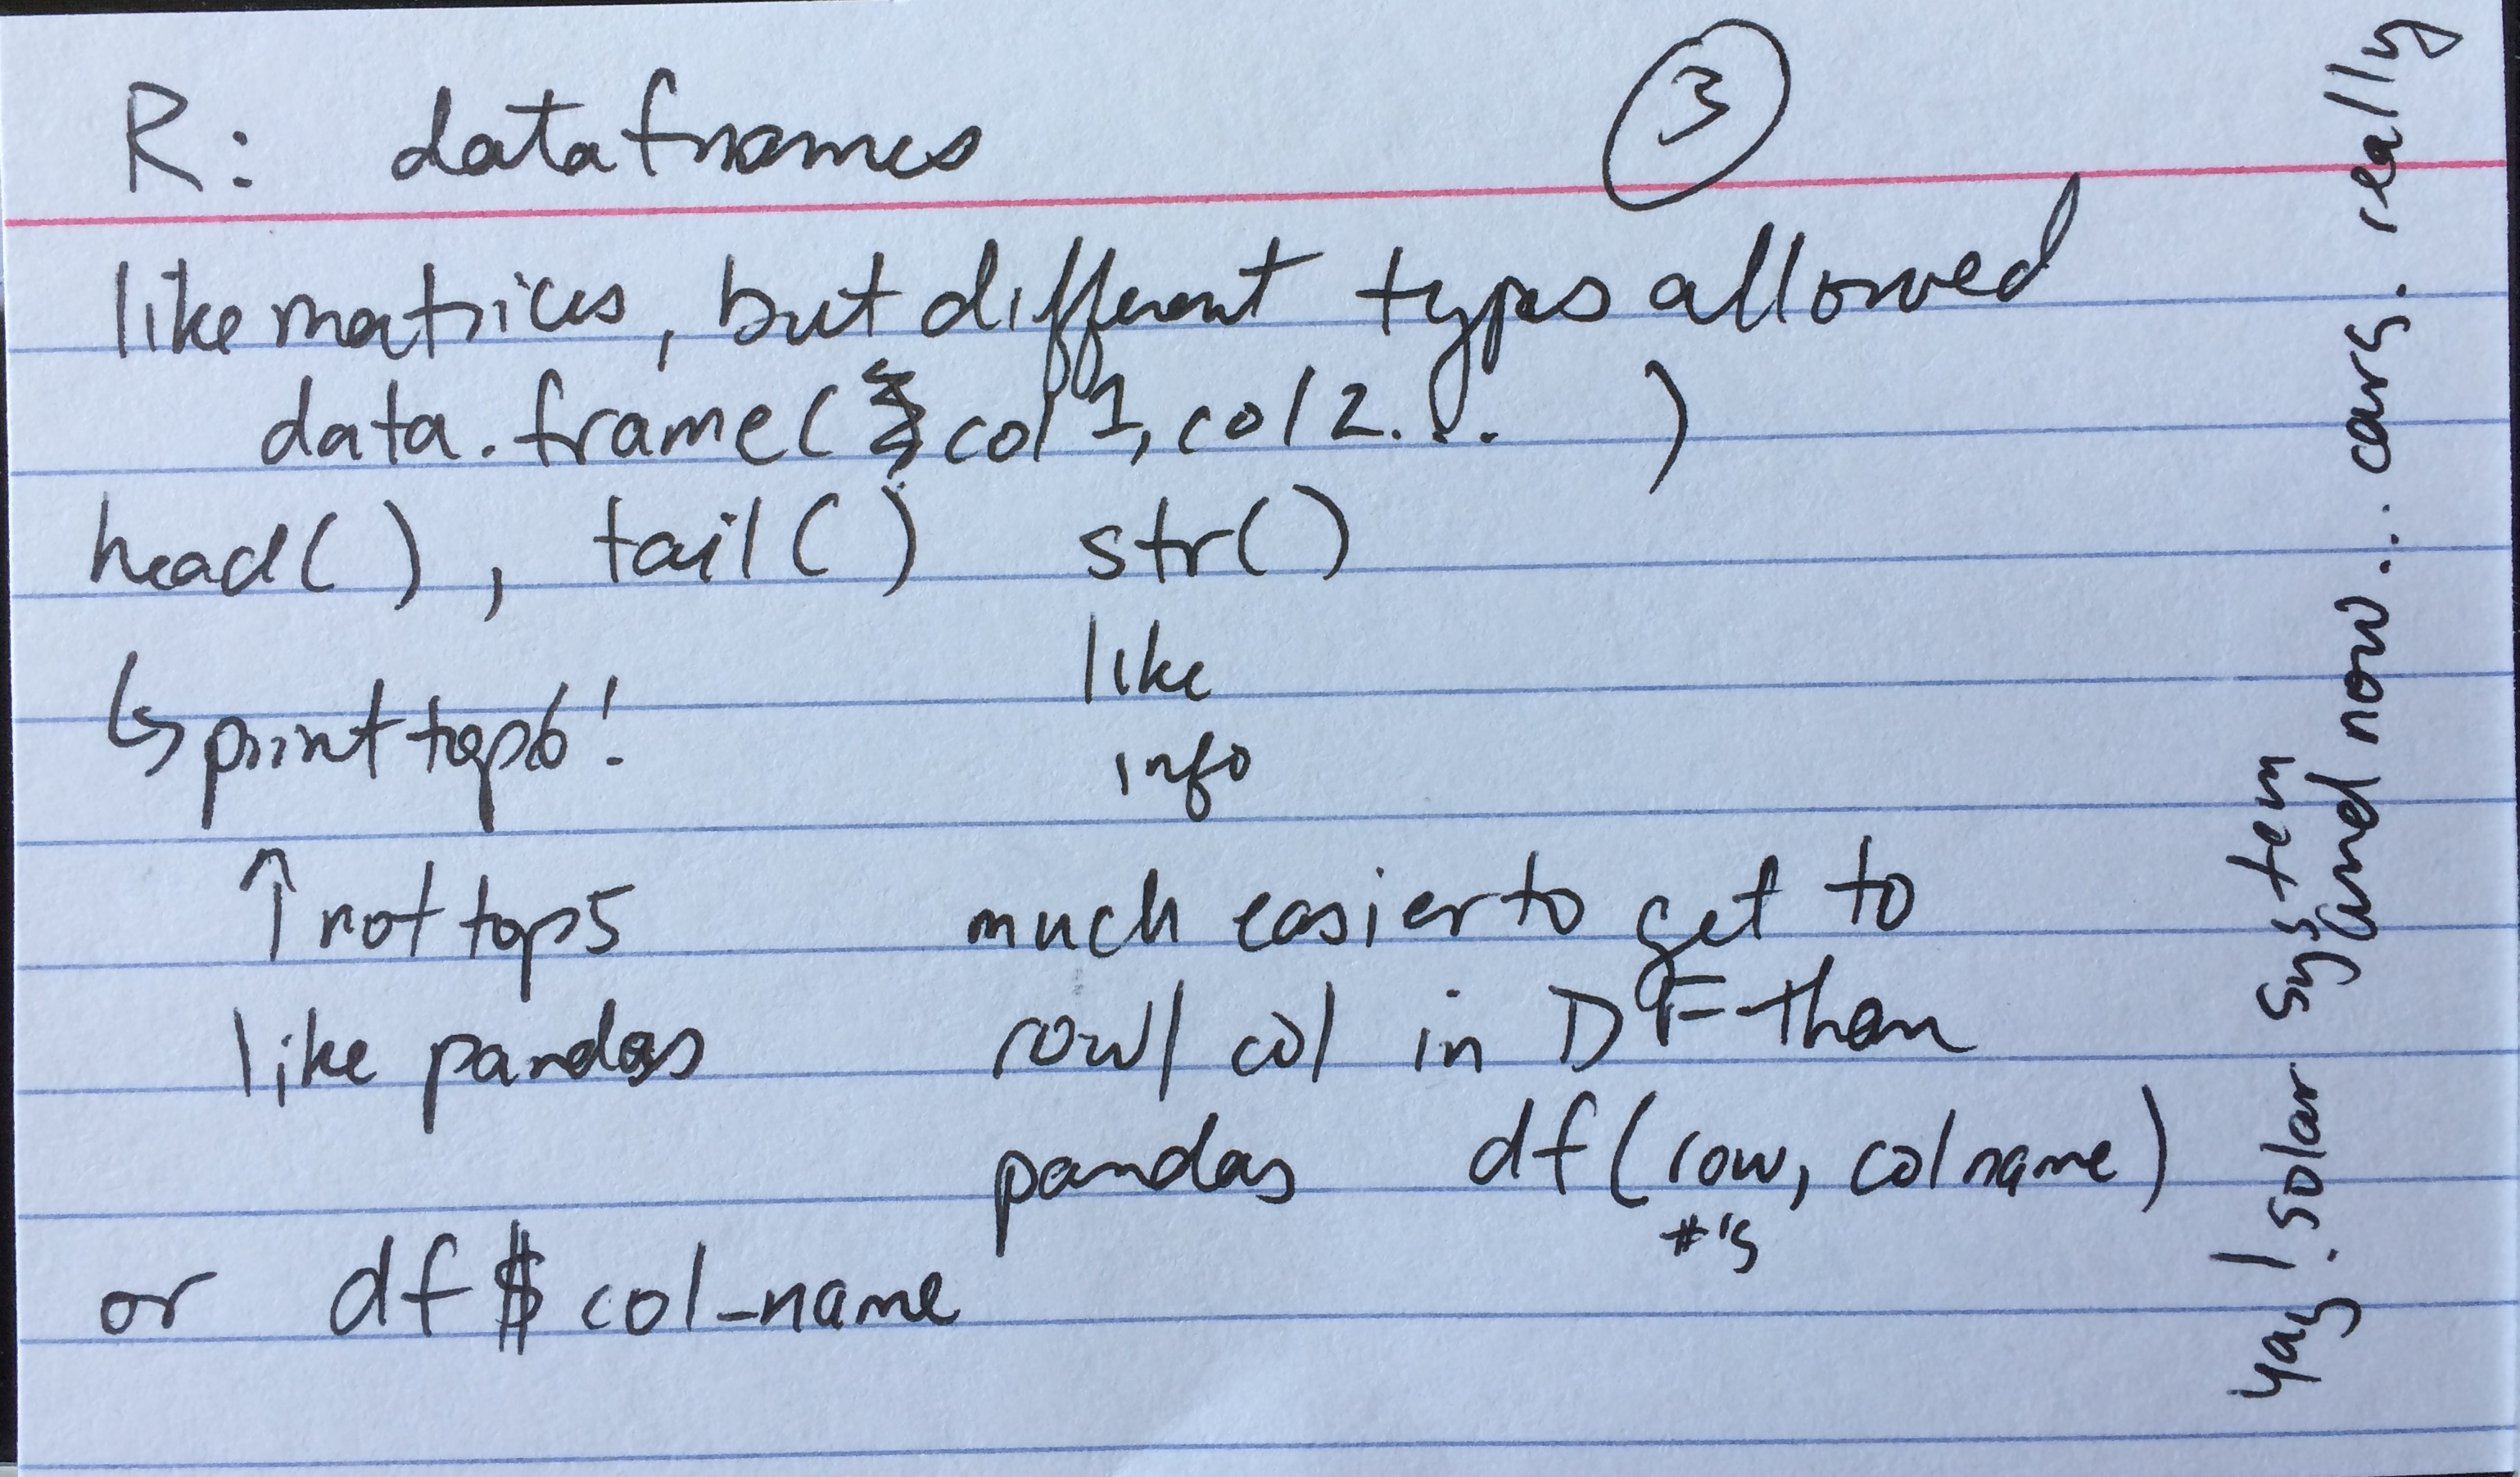 R: dataframes
3
like matrices, but different types allowed
data.frame( col1, col2... )
head( ), tail( ) str( )
like
info
↳ print top 6!
↑ not top 5
like pandas
much easier to get to
row/ col in DF than
pandas df(row, colname)
#'s
or df$col_name
yay! solar system
and now... cars. really